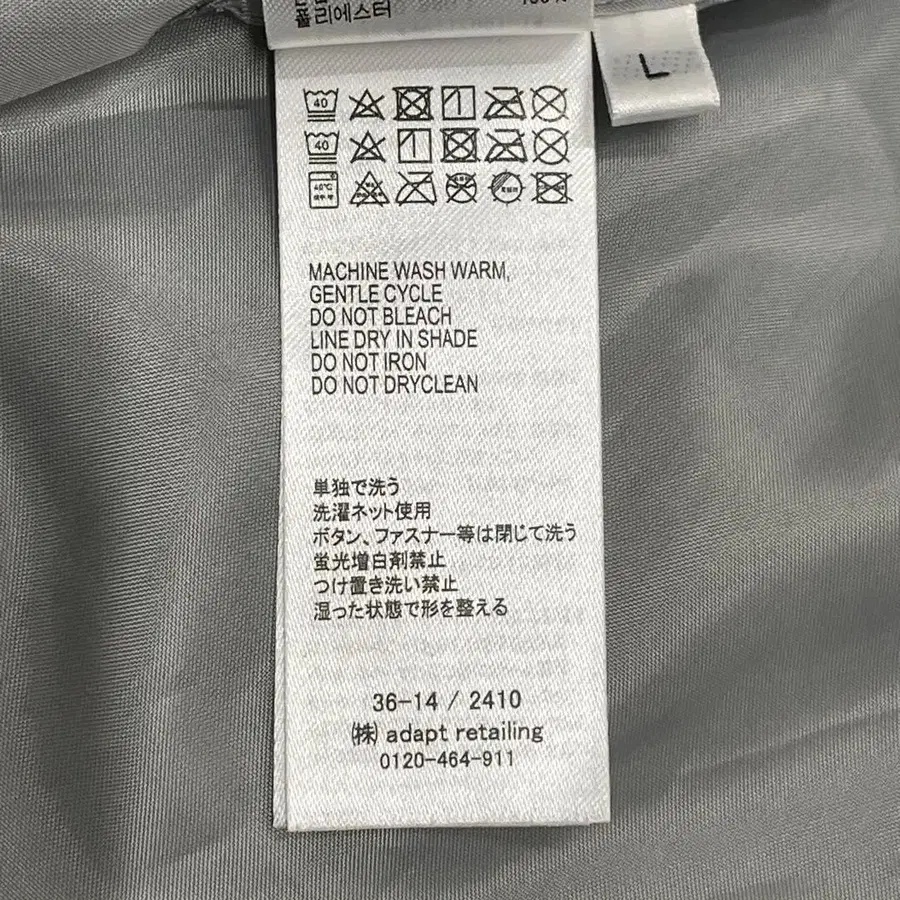 폴리에스터
L
40
40
40℃
MACHINE WASH WARM,
GENTLE CYCLE
DO NOT BLEACH
LINE DRY IN SHADE
DO NOT IRON
DO NOT DRYCLEAN
単独で洗う
洗濯ネット使用
ボタン、ファスナー等は閉じて洗う
蛍光増白剤禁止
つけ置き洗い禁止
湿った状態で形を整える
36-14 / 2410
㈱ adapt retailing
0120-464-911